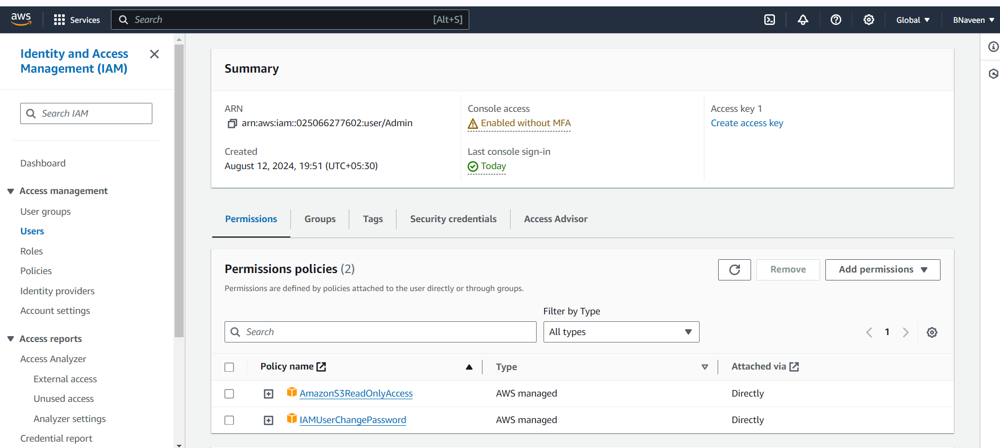 aws
Services
Search [Alt+S]
Global
BNaveen
Identity and Access
Management (IAM)
Search IAM
Dashboard
Access management
User groups
Users
Roles
Policies
Identity providers
Account settings
Access reports
Access Analyzer
External access
Unused access
Analyzer settings
Credential report
Summary
ARN
arn:aws:iam::025066277602:user/Admin
Created
August 12, 2024, 19:51 (UTC+05:30)
Console access
Enabled without MFA
Last console sign-in
Today
Access key 1
Create access key
Permissions Groups Tags Security credentials Access Advisor
Permissions policies (2)
Permissions are defined by policies attached to the user directly or through groups.
Remove
Add permissions
Filter by Type
Search
All types
1
Policy name Type Attached via
AmazonS3ReadOnlyAccess AWS managed Directly
IAMUserChangePassword AWS managed Directly